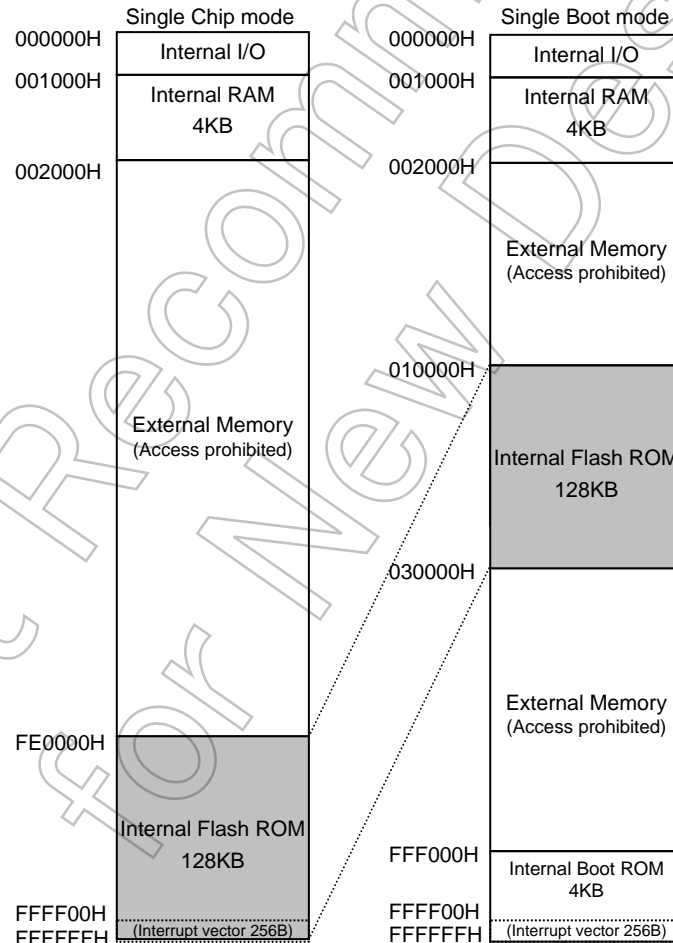 Single Chip mode
000000H
Internal I/O
001000H
Internal RAM
4KB
002000H
External Memory
(Access prohibited)
FE0000H
Internal Flash ROM
128KB
FFFF00H
(Interrupt vector 256B)
FFFFFFH
Single Boot mode
000000H
Internal I/O
001000H
Internal RAM
4KB
002000H
External Memory
(Access prohibited)
010000H
Internal Flash ROM
128KB
030000H
External Memory
(Access prohibited)
FFF000H
Internal Boot ROM
4KB
FFFF00H
(Interrupt vector 256B)
FFFFFFH
for New Des